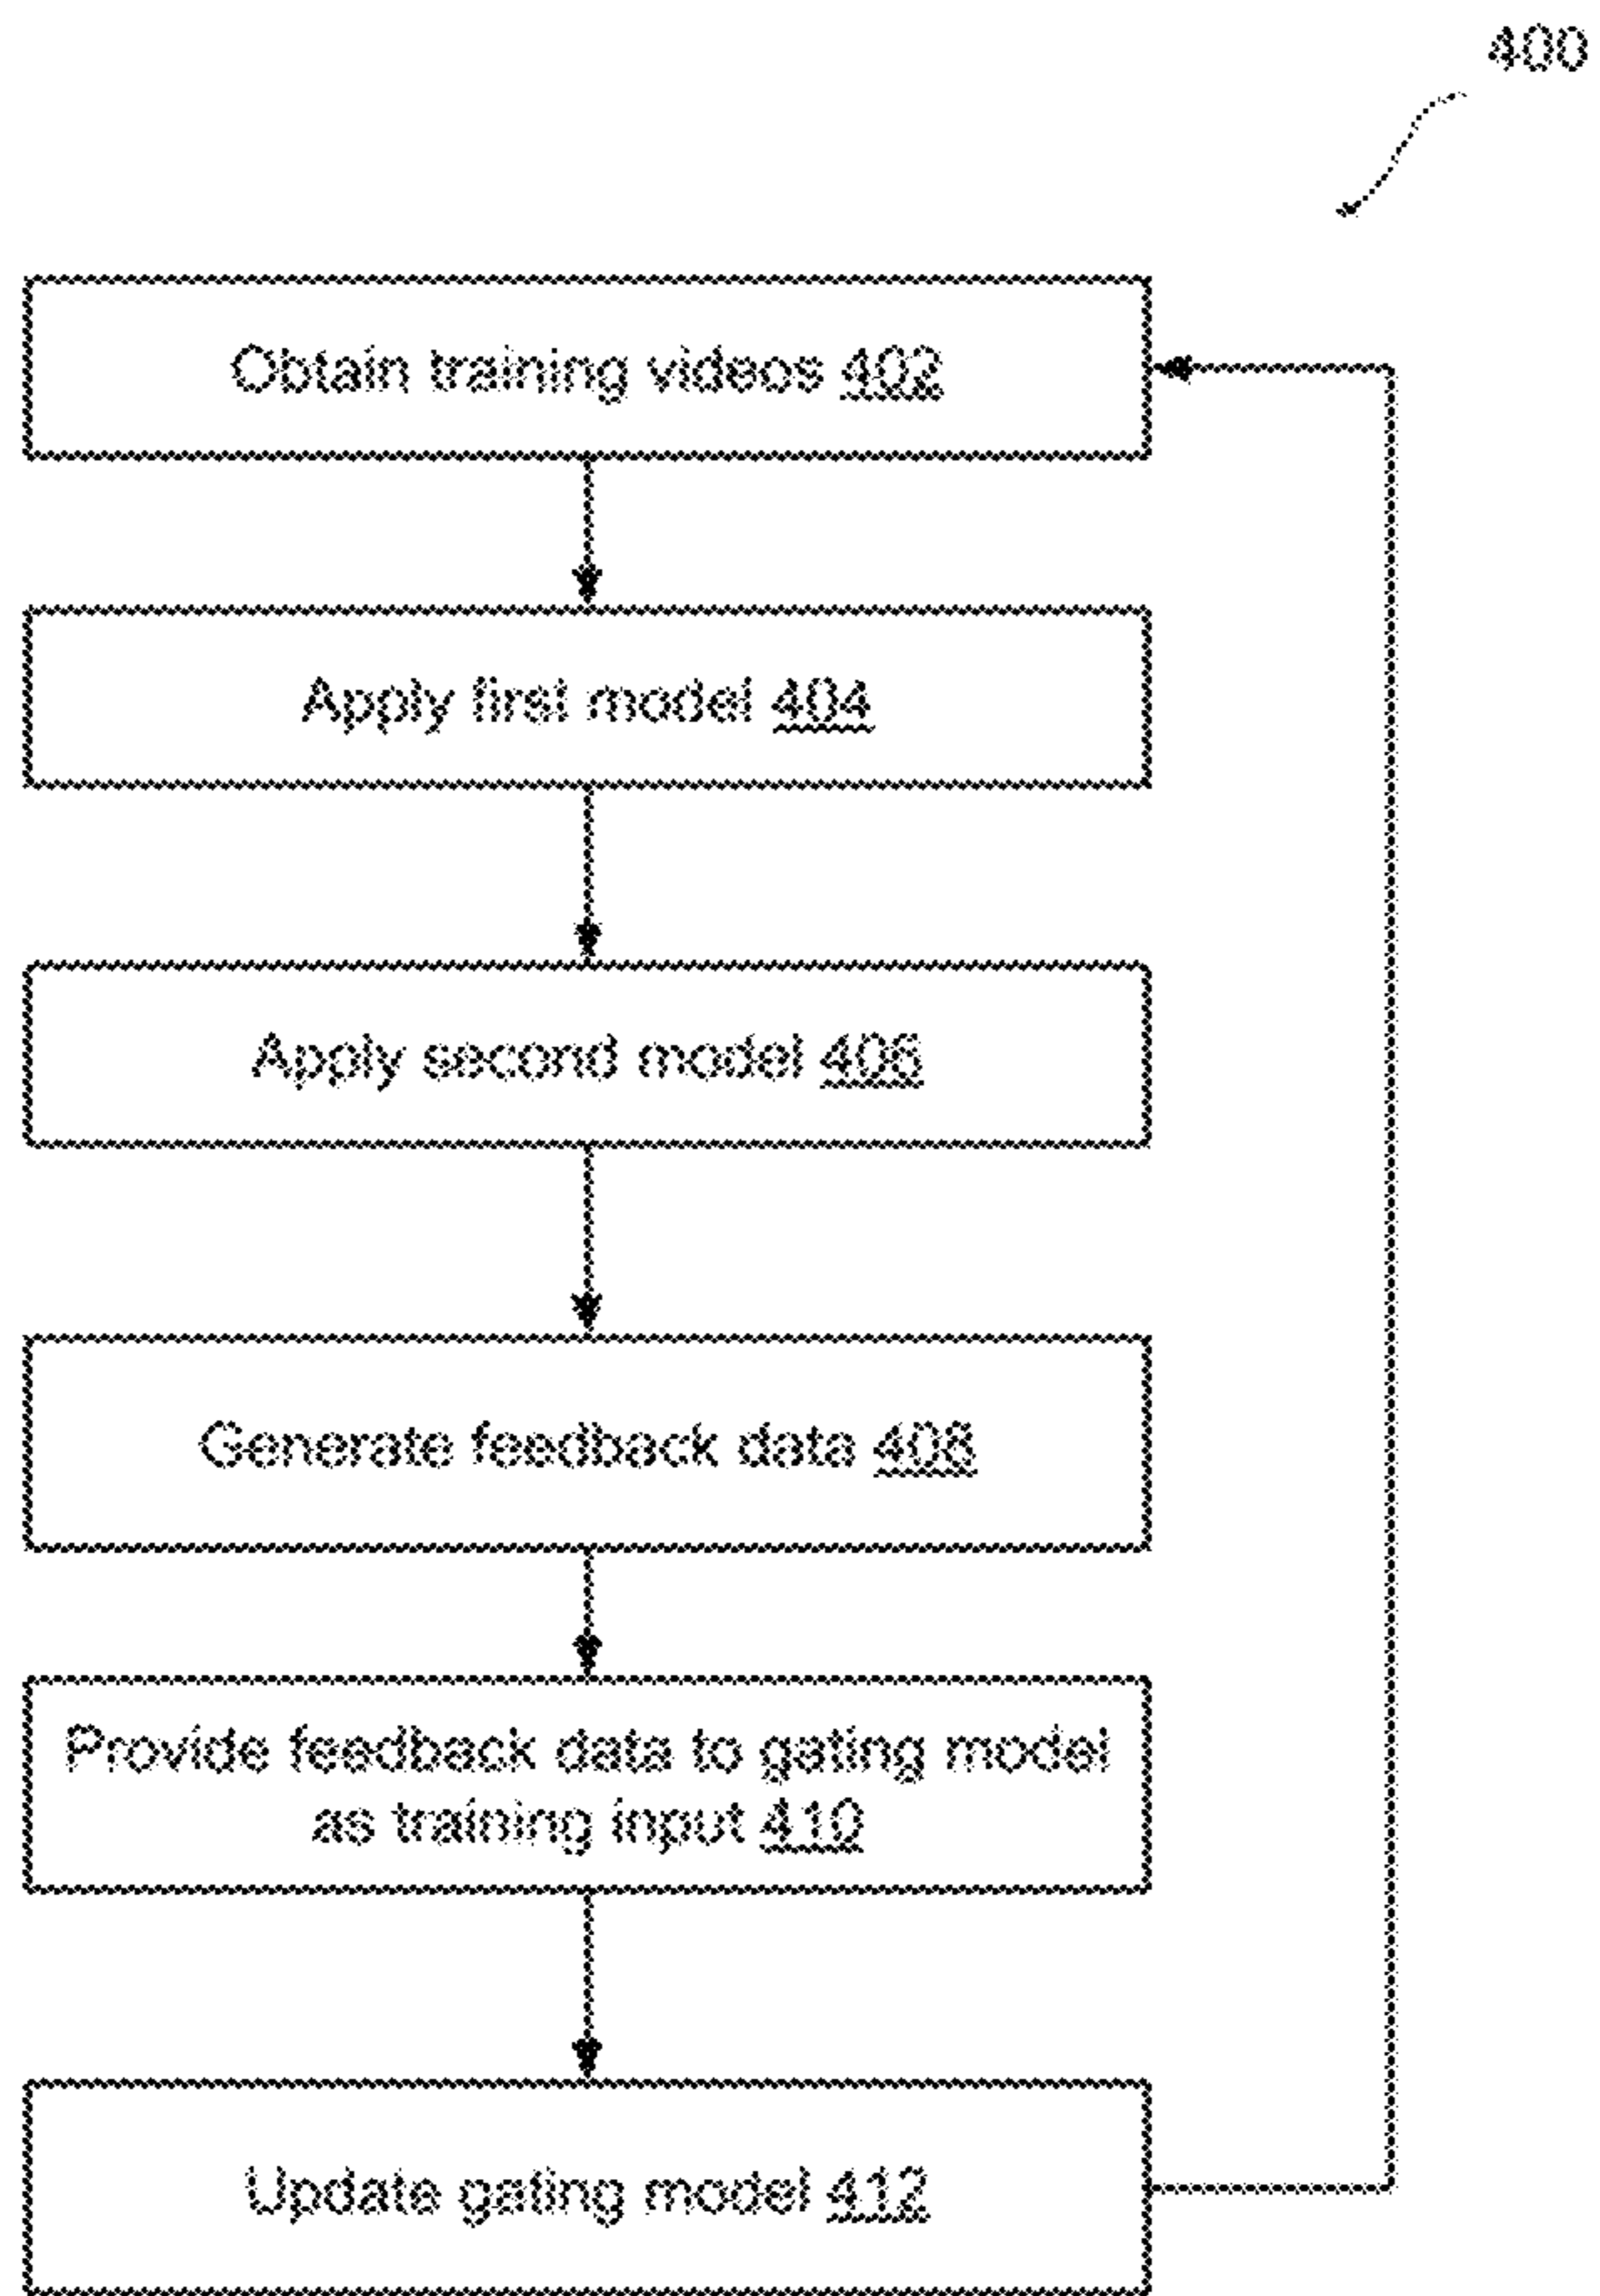 400
Obtain training videos 402
Apply first model 404
Apply second model 406
Generate feedback data 408
Provide feedback data to gating model
as training input 410
Update gating model 412